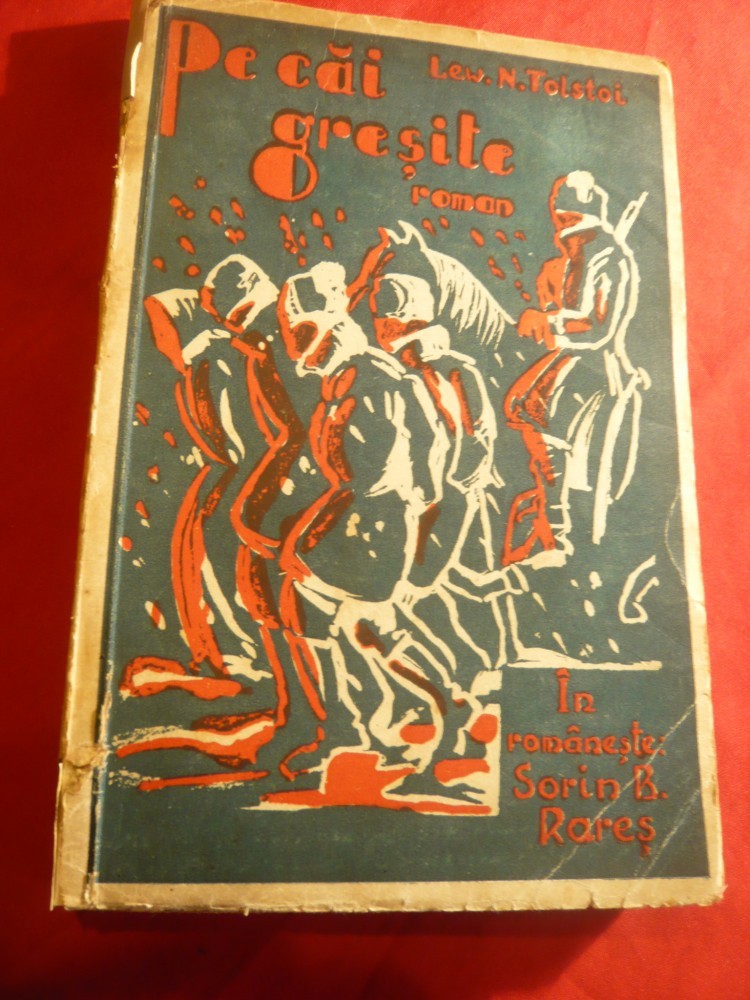 Pe căi
Lew. N. Tolstoi
greșite
roman
În
românește:
Sorin B.
Rareș